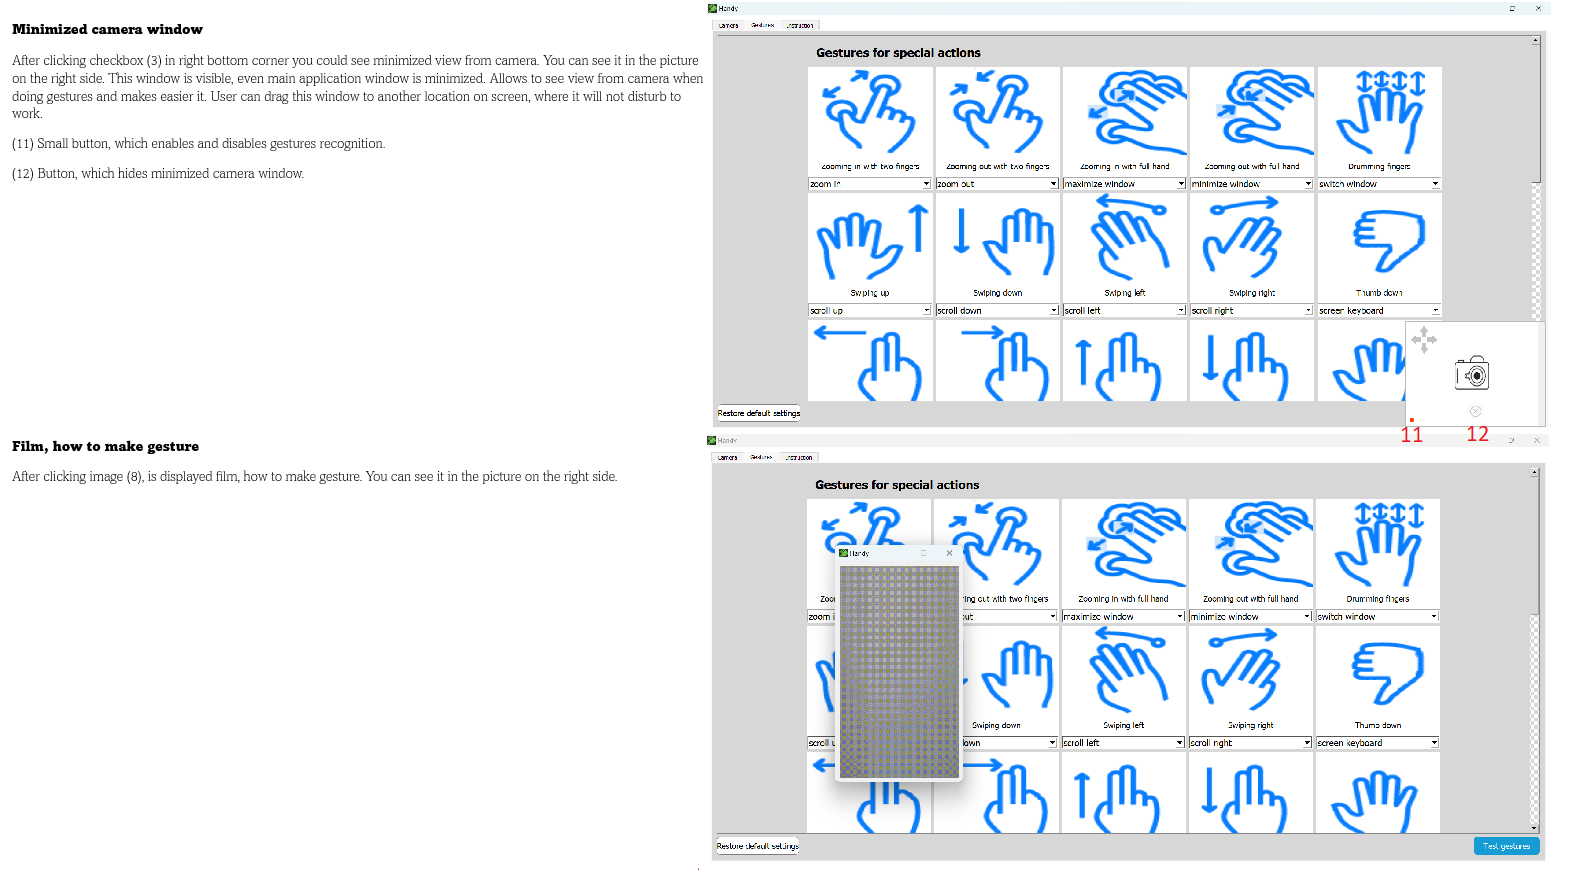 Minimized camera window
After clicking checkbox (3) in right bottom corner you could see minimized view from camera. You can see it in the picture
on the right side. This window is visible, even main application window is minimized. Allows to see view from camera when
doing gestures and makes easier it. User can drag this window to another location on screen, where it will not disturb to
work.
(11) Small button, which enables and disables gestures recognition.
(12) Button, which hides minimized camera window.
Handy
Camera Gestures Instruction
Gestures for special actions
Zooming in with two fingers Zooming out with two fingers Zooming in with full hand Zooming out with full hand Drumming fingers
zoom in zoom out maximize window minimize window switch window
Swiping up Swiping down Swiping left Swiping right Thumb down
scroll up scroll down scroll left scroll right screen keyboard
Restore default settings
11 12
Film, how to make gesture
After clicking image (8), is displayed film, how to make gesture. You can see it in the picture on the right side.
Handy
Camera Gestures Instruction
Gestures for special actions
Handy
Zoo ing out with two fingers Zooming in with full hand Zooming out with full hand Drumming fingers
zoom i out maximize window minimize window switch window
Swiping down Swiping left Swiping right Thumb down
scroll u down scroll left scroll right screen keyboard
Restore default settings Test gestures